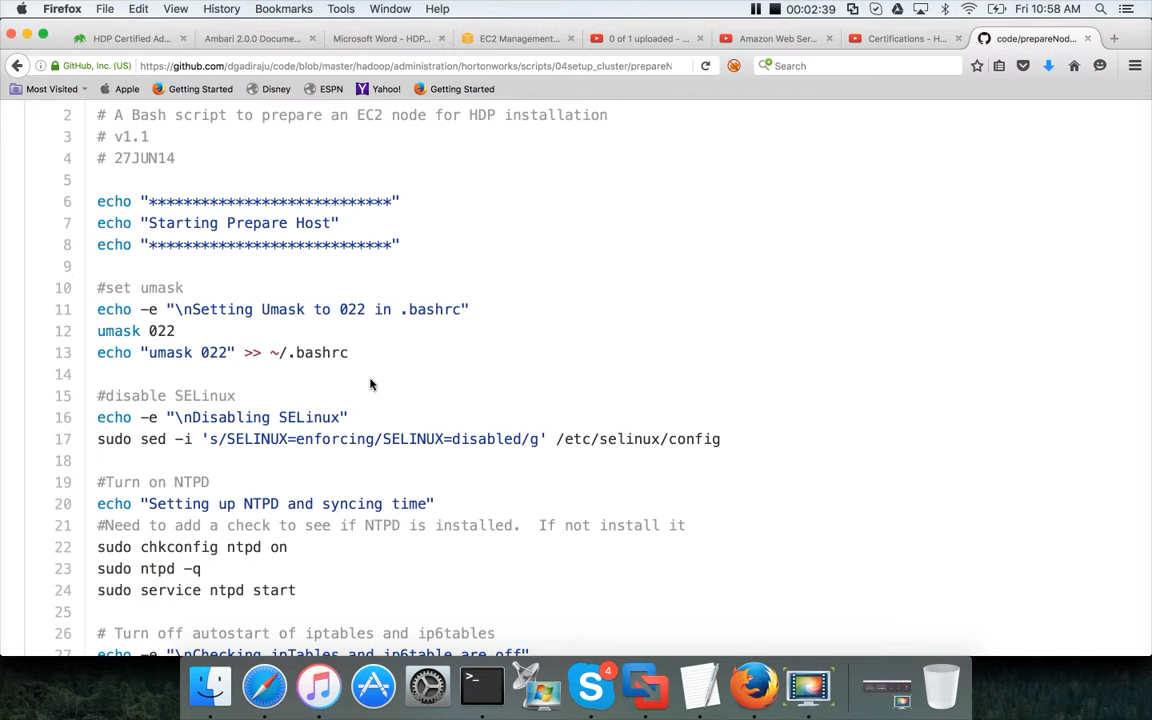 Firefox File Edit View History Bookmarks Tools Window Help 00:02:39 Fri 10:58 AM
HDP Certified Ad... Ambari 2.0.0 Docume... Microsoft Word - HDP... EC2 Management... 0 of 1 uploaded - ... Amazon Web Ser... Certifications - H... code/prepareNod...
GitHub, Inc. (US) https://github.com/dgadiraju/code/blob/master/hadoop/administration/hortonworks/scripts/04setup_cluster/prepareN Search
Most Visited Apple Getting Started Disney ESPN Yahoo! Getting Started
2 # A Bash script to prepare an EC2 node for HDP installation
3 # v1.1
4 # 27JUN14
5
6 echo "****************************"
7 echo "Starting Prepare Host"
8 echo "****************************"
9
10 #set umask
11 echo -e "\nSetting Umask to 022 in .bashrc"
12 umask 022
13 echo "umask 022" >> ~/.bashrc
14
15 #disable SELinux
16 echo -e "\nDisabling SELinux"
17 sudo sed -i 's/SELINUX=enforcing/SELINUX=disabled/g' /etc/selinux/config
18
19 #Turn on NTPD
20 echo "Setting up NTPD and syncing time"
21 #Need to add a check to see if NTPD is installed.  If not install it
22 sudo chkconfig ntpd on
23 sudo ntpd -q
24 sudo service ntpd start
25
26 # Turn off autostart of iptables and ip6tables
27 echo -e "\nChecking ipTables and ip6table are off"
4